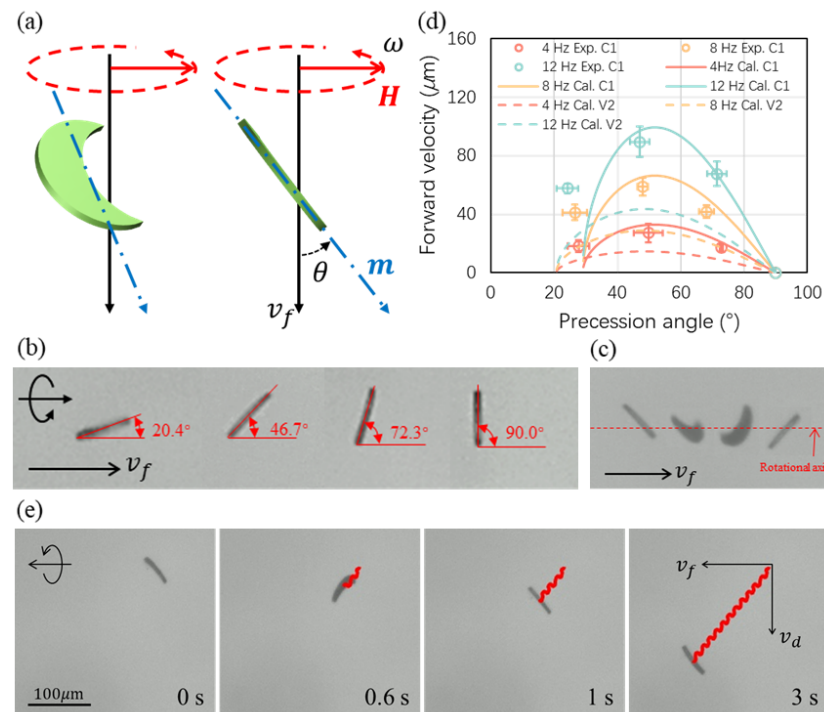 (a)
ω
H
θ
m
v_f
(d)
Forward velocity (μm)
160
120
80
40
0
0 20 40 60 80 100
Precession angle (°)
4 Hz Exp. C1 8 Hz Exp. C1
12 Hz Exp. C1 4Hz Cal. C1
8 Hz Cal. C1 12 Hz Cal. C1
4 Hz Cal. V2 8 Hz Cal. V2
12 Hz Cal. V2
(b)
20.4° 46.7° 72.3° 90.0°
v_f
(c)
Rotational axi
v_f
(e)
v_f
v_d
100μm 0 s 0.6 s 1 s 3 s